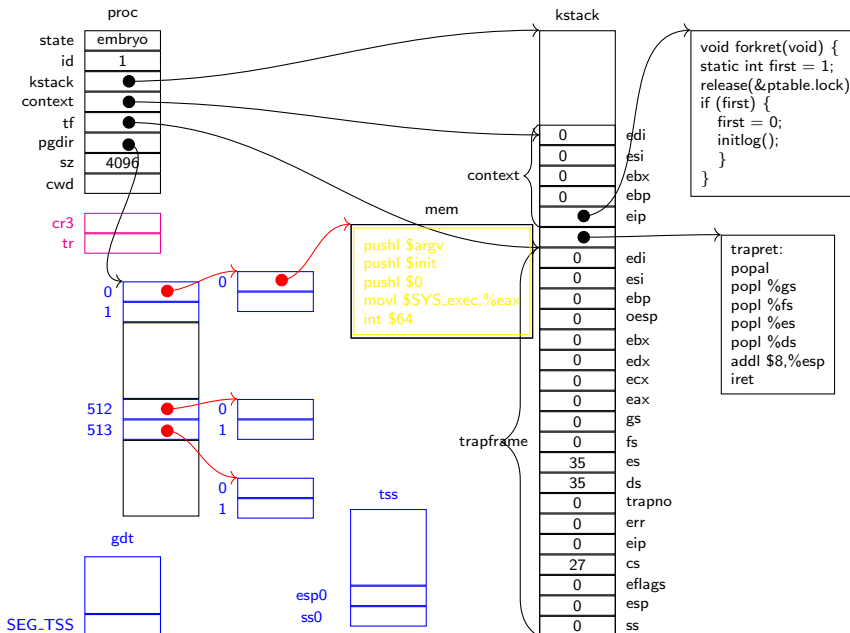 proc
state embryo
id 1
kstack
context
tf
pgdir
sz 4096
cwd
cr3
tr
0
1
512
513
0
0
1
0
1
gdt
SEG_TSS
mem
pushl $argv
pushl $init
pushl $0
movl $SYS_exec,%eax
int $64
tss
esp0
ss0
kstack
context
0 edi
0 esi
0 ebx
0 ebp
eip
trapframe
0 edi
0 esi
0 ebp
0 oesp
0 ebx
0 edx
0 ecx
0 eax
0 gs
0 fs
35 es
35 ds
0 trapno
0 err
0 eip
27 cs
0 eflags
0 esp
0 ss
void forkret(void) {
static int first = 1;
release(&ptable.lock)
if (first) {
first = 0;
initlog();
}
}
trapret:
popal
popl %gs
popl %fs
popl %es
popl %ds
addl $8,%esp
iret